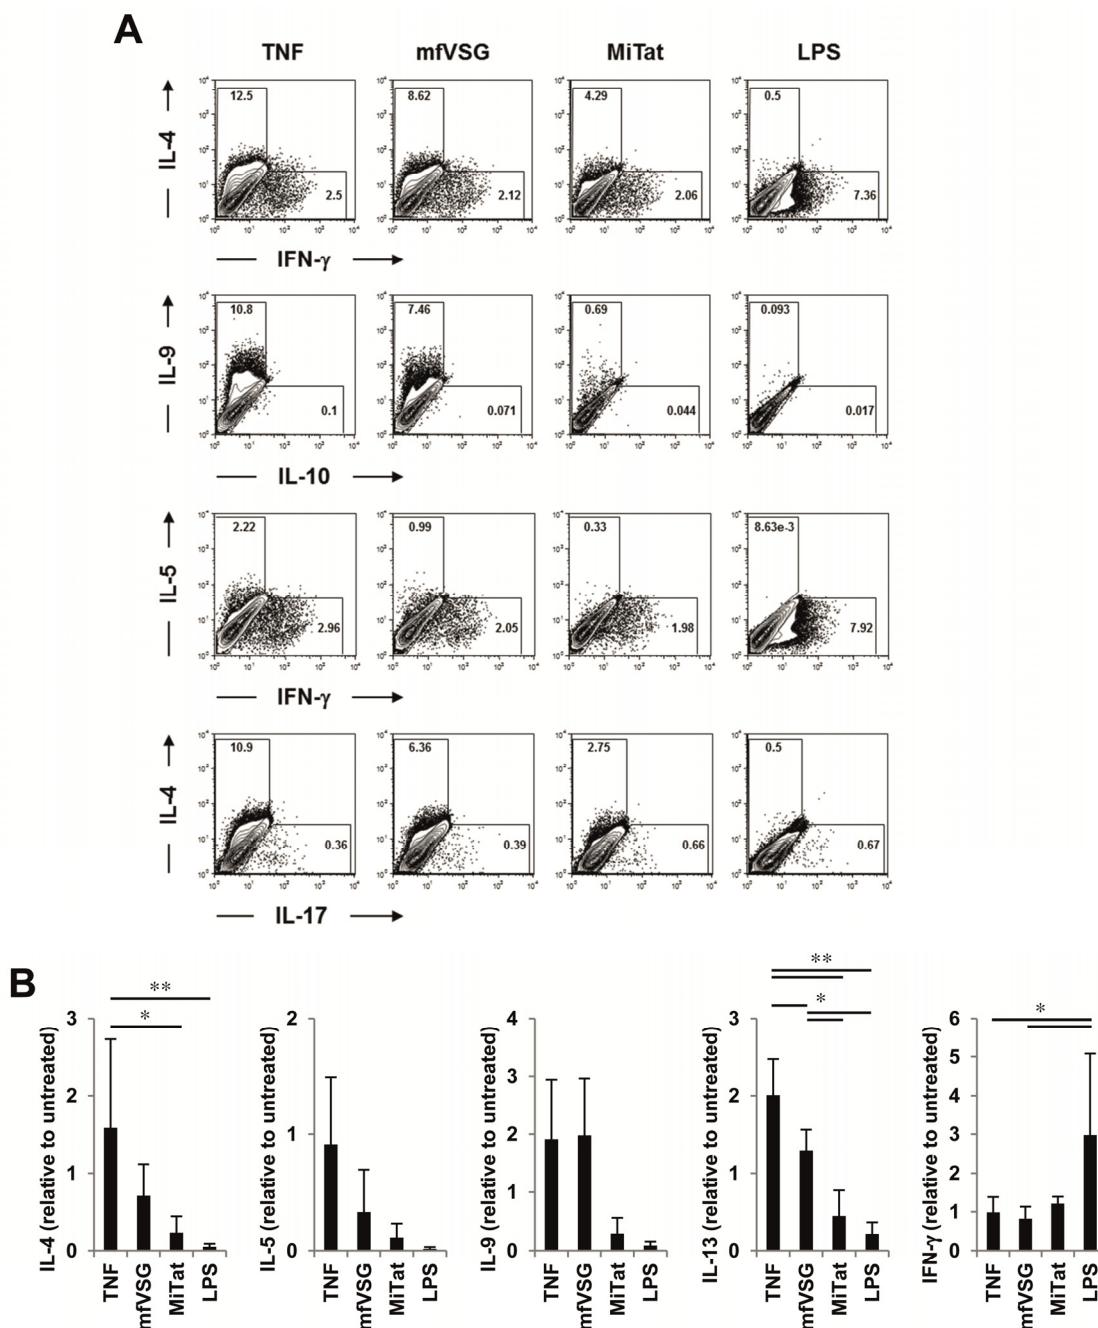 A
TNF mfVSG MiTat LPS
IL-4
12.5 8.62 4.29 0.5
2.5 2.12 2.06 7.36
IFN-γ
IL-9
10.8 7.46 0.69 0.093
0.1 0.071 0.044 0.017
IL-10
IL-5
2.22 0.99 0.33 8.63e-3
2.96 2.05 1.98 7.92
IFN-γ
IL-4
10.9 6.36 2.75 0.5
0.36 0.39 0.66 0.67
IL-17
B
IL-4 (relative to untreated)
** *
3 2 1 0
TNF mfVSG MiTat LPS
IL-5 (relative to untreated)
2 1 0
TNF mfVSG MiTat LPS
IL-9 (relative to untreated)
4 3 2 1 0
TNF mfVSG MiTat LPS
IL-13 (relative to untreated)
** *
3 2 1 0
TNF mfVSG MiTat LPS
IFN-γ (relative to untreated)
*
6 5 4 3 2 1 0
TNF mfVSG MiTat LPS